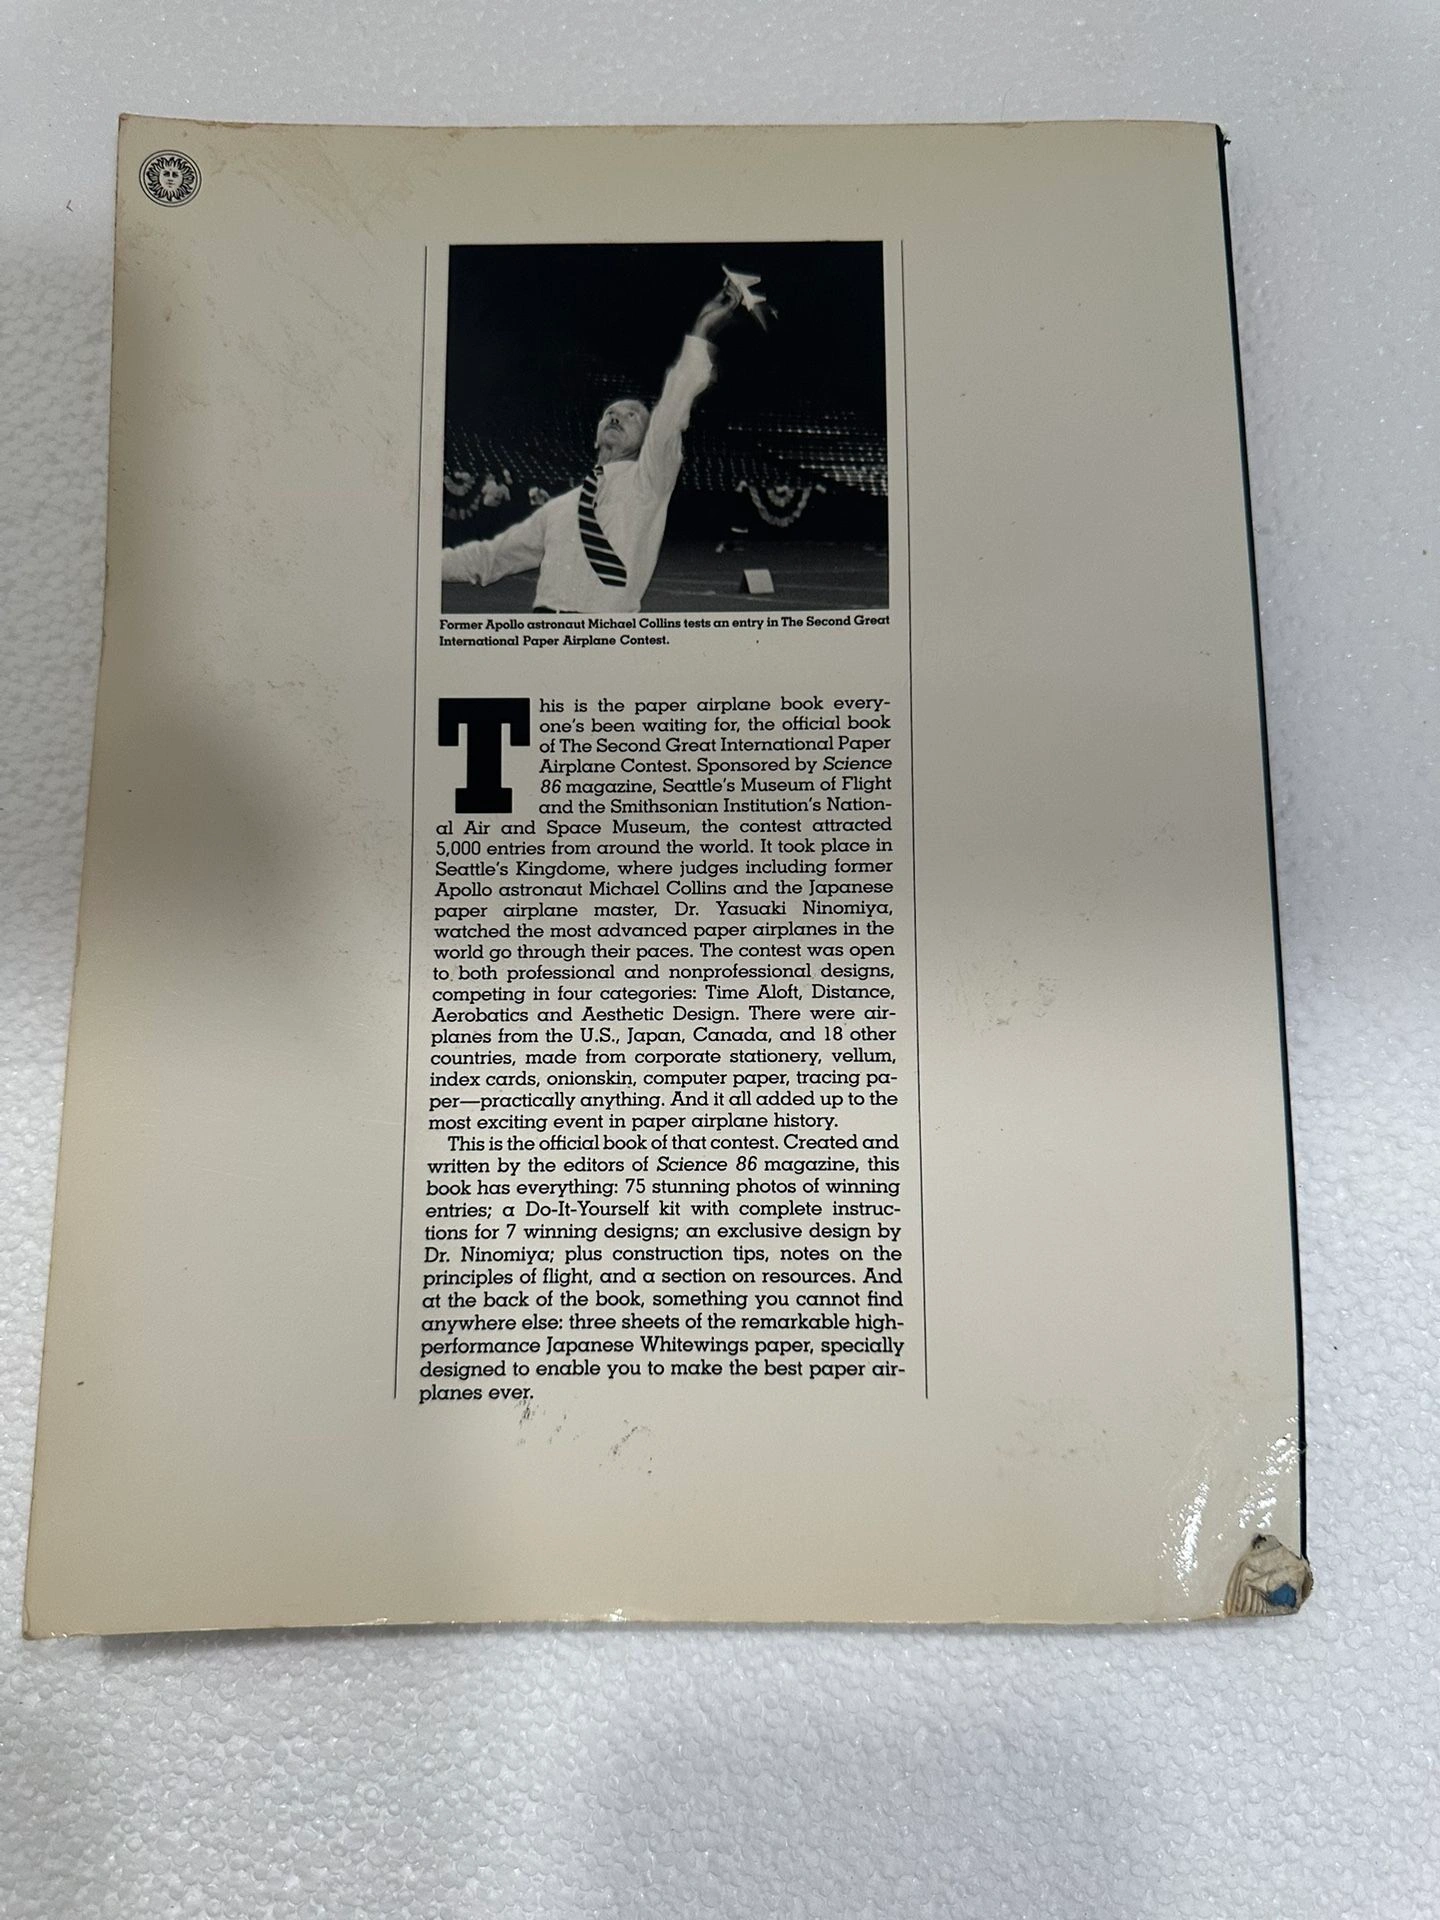 Former Apollo astronaut Michael Collins tests an entry in The Second Great
International Paper Airplane Contest.
This is the paper airplane book every-
one's been waiting for, the official book
of The Second Great International Paper
Airplane Contest. Sponsored by Science
86 magazine, Seattle's Museum of Flight
and the Smithsonian Institution's Nation-
al Air and Space Museum, the contest attracted
5,000 entries from around the world. It took place in
Seattle's Kingdome, where judges including former
Apollo astronaut Michael Collins and the Japanese
paper airplane master, Dr. Yasuaki Ninomiya,
watched the most advanced paper airplanes in the
world go through their paces. The contest was open
to both professional and nonprofessional designs,
competing in four categories: Time Aloft, Distance,
Aerobatics and Aesthetic Design. There were air-
planes from the U.S., Japan, Canada, and 18 other
countries, made from corporate stationery, vellum,
index cards, onionskin, computer paper, tracing pa-
per—practically anything. And it all added up to the
most exciting event in paper airplane history.
This is the official book of that contest. Created and
written by the editors of Science 86 magazine, this
book has everything: 75 stunning photos of winning
entries; a Do-It-Yourself kit with complete instruc-
tions for 7 winning designs; an exclusive design by
Dr. Ninomiya; plus construction tips, notes on the
principles of flight, and a section on resources. And
at the back of the book, something you cannot find
anywhere else: three sheets of the remarkable high-
performance Japanese Whitewings paper, specially
designed to enable you to make the best paper air-
planes ever.